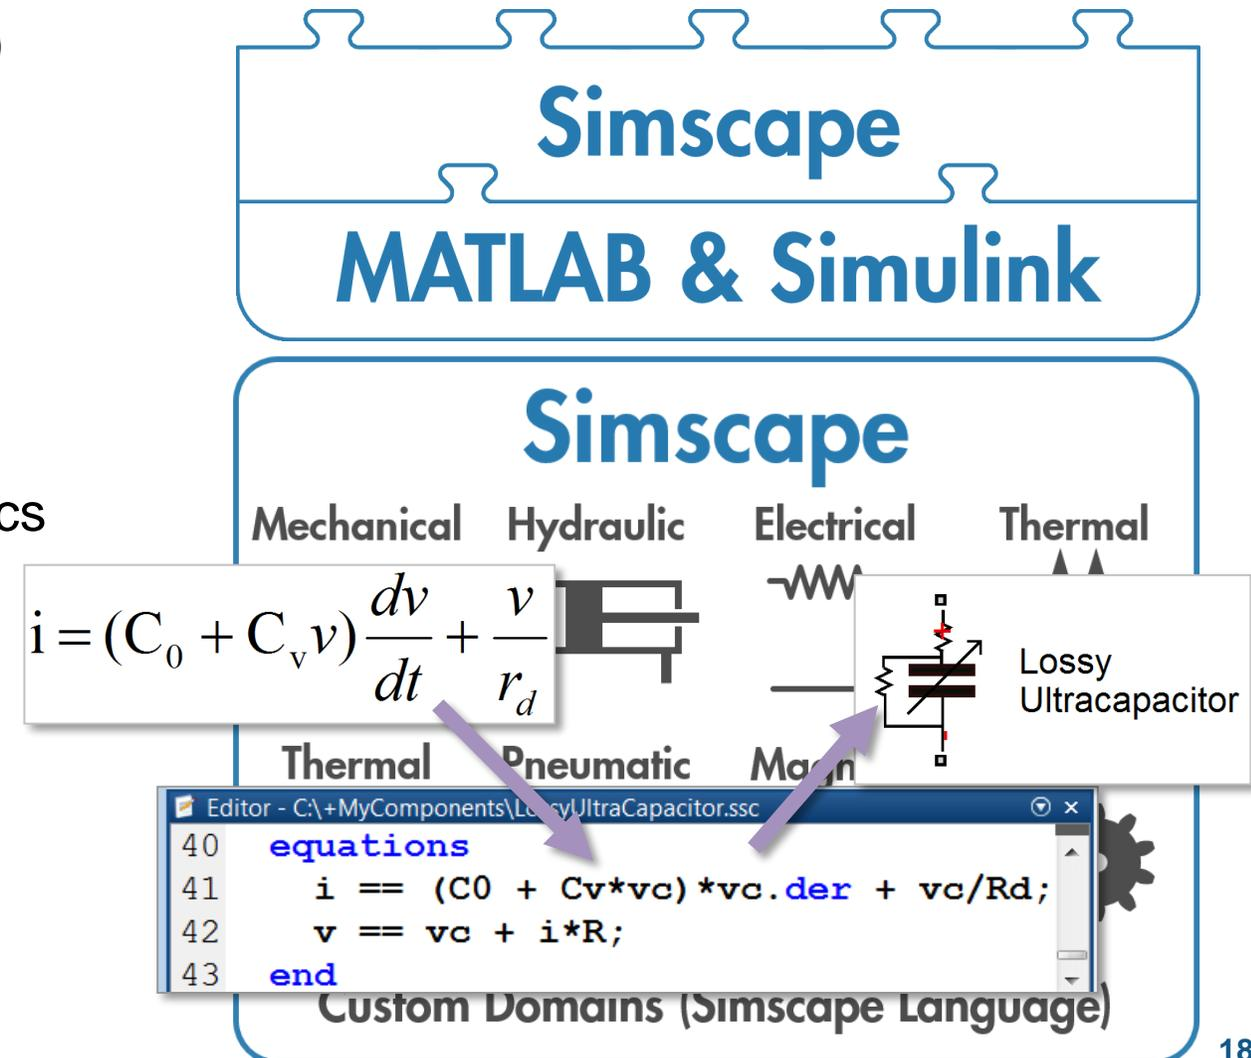 )
Simscape
MATLAB & Simulink
Simscape
cs
Mechanical Hydraulic Electrical Thermal
i = (C₀ + Cᵥv) dv/dt + v/r_d
Lossy
Ultracapacitor
Thermal Pneumatic Magn
Editor - C:\+MyComponents\LossyUltraCapacitor.ssc
40 equations
41 i == (C0 + Cv*vc)*vc.der + vc/Rd;
42 v == vc + i*R;
43 end
Custom Domains (Simscape Language)
18